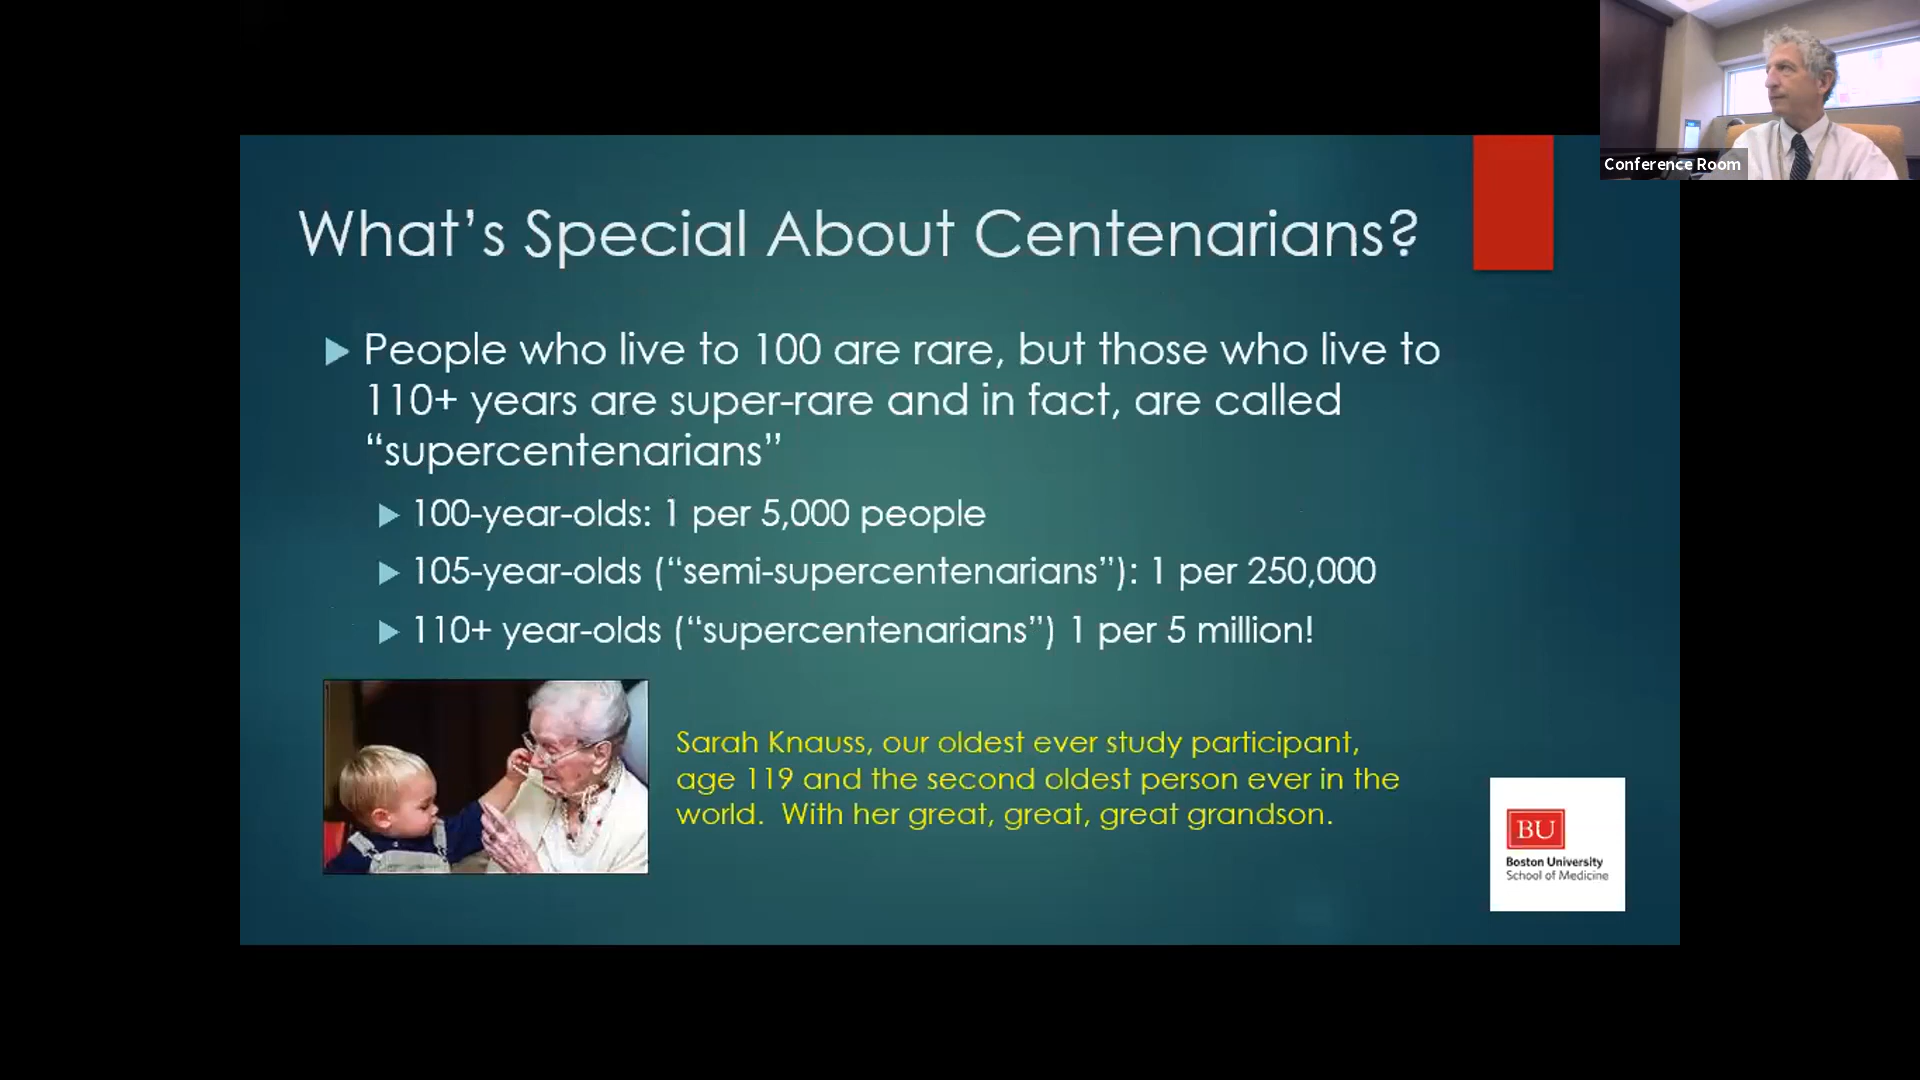 Conference Room
What's Special About Centenarians?
People who live to 100 are rare, but those who live to
110+ years are super-rare and in fact, are called
“supercentenarians”
100-year-olds: 1 per 5,000 people
105-year-olds (“semi-supercentenarians”): 1 per 250,000
110+ year-olds (“supercentenarians”) 1 per 5 million!
Sarah Knauss, our oldest ever study participant,
age 119 and the second oldest person ever in the
world.  With her great, great, great grandson.
BU
Boston University
School of Medicine